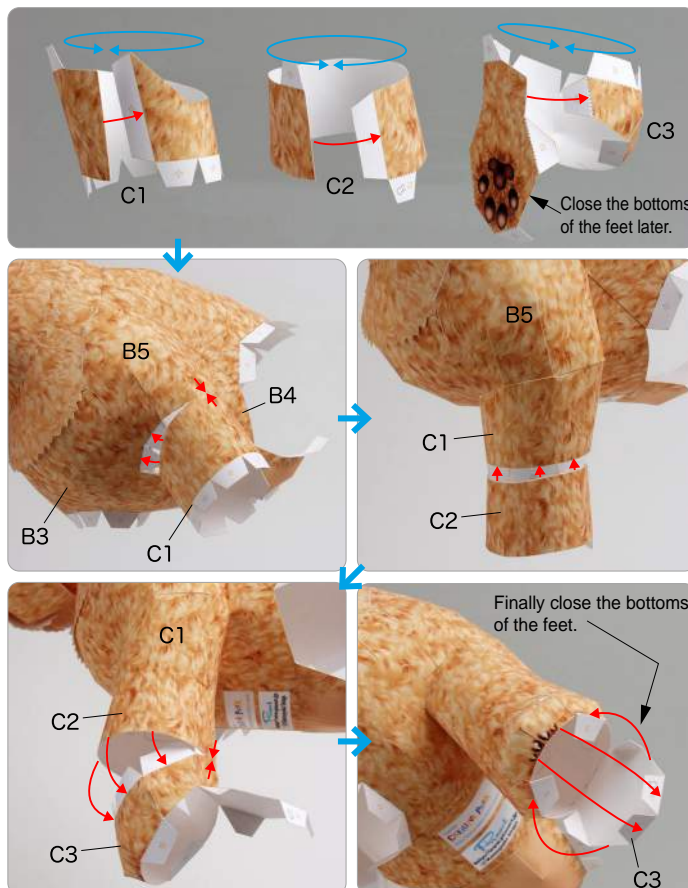 C1
C2
C3
Close the bottoms
of the feet later.
B5
B4
B3
C1
B5
C1
C2
C1
C2
C3
Finally close the bottoms
of the feet.
C3